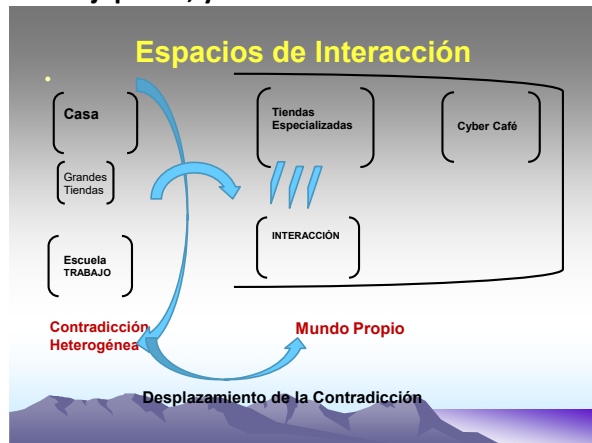 Espacios de Interacción
Casa
Grandes
Tiendas
Escuela
TRABAJO
Tiendas
Especializadas
Cyber Café
INTERACCIÓN
Contradicción
Heterogénea
Mundo Propio
Desplazamiento de la Contradicción